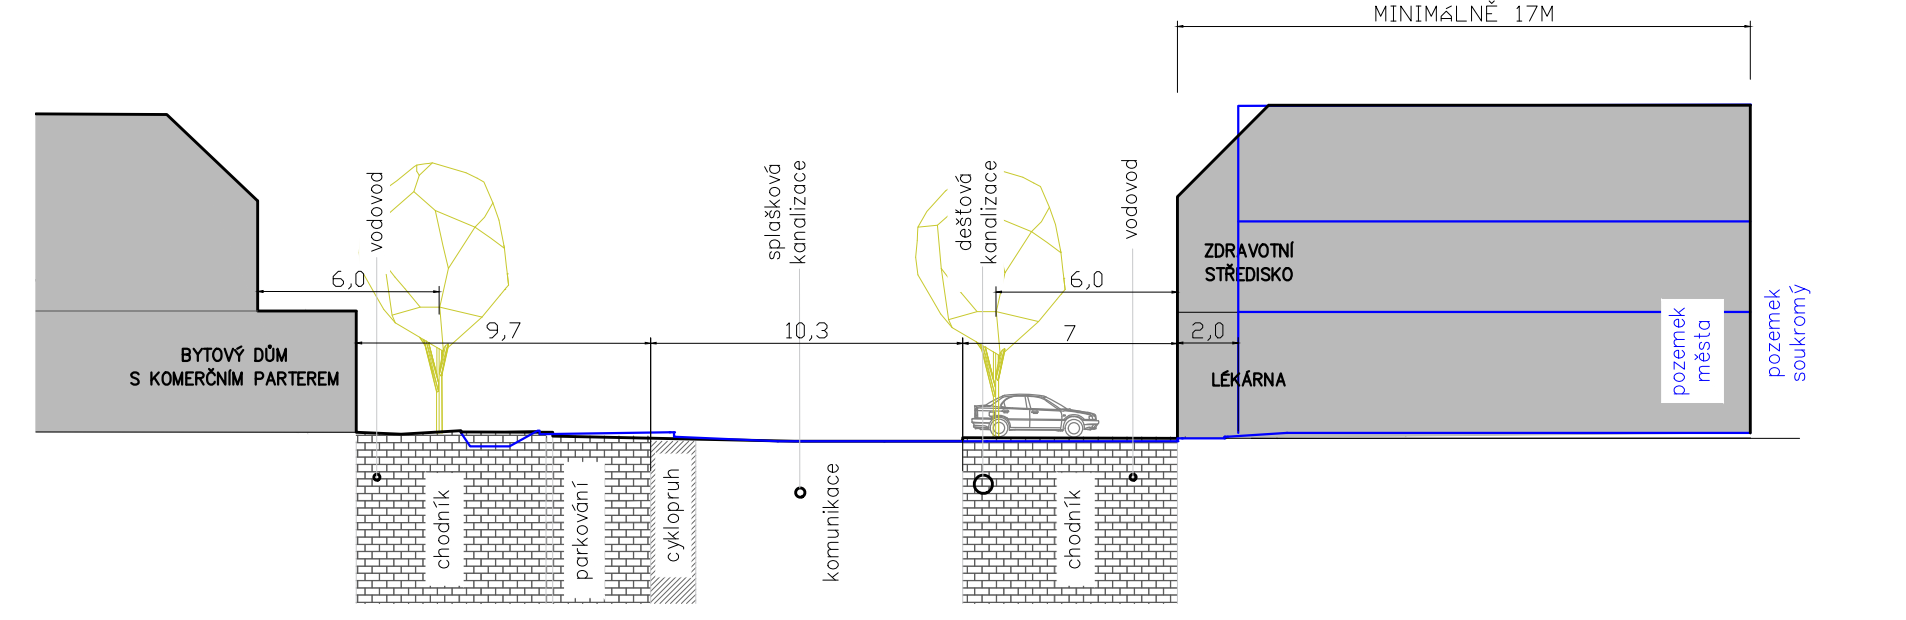 MINIMáLNĚ 17M
vodovod
splašková
kanalizace
dešťová
kanalizace
vodovod
ZDRAVOTNÍ
STŘEDISKO
6,0
6,0
9,7
10,3
7
2,0
BYTOVÝ DŮM
S KOMERČNÍM PARTEREM
LÉKÁRNA
pozemek
města
pozemek
soukromý
chodník
parkování
cyklopruh
komunikace
chodník